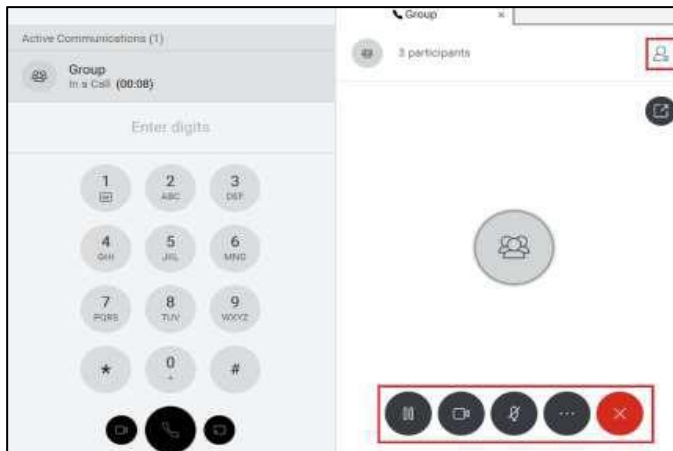 Active Communications (1)
Group
In a Call (00:08)
Enter digits
1
2
ABC
3
DEF
4
GHI
5
JKL
6
MNO
7
PQRS
8
TUV
9
WXYZ
*
0
+
#
Group ×
3 participants